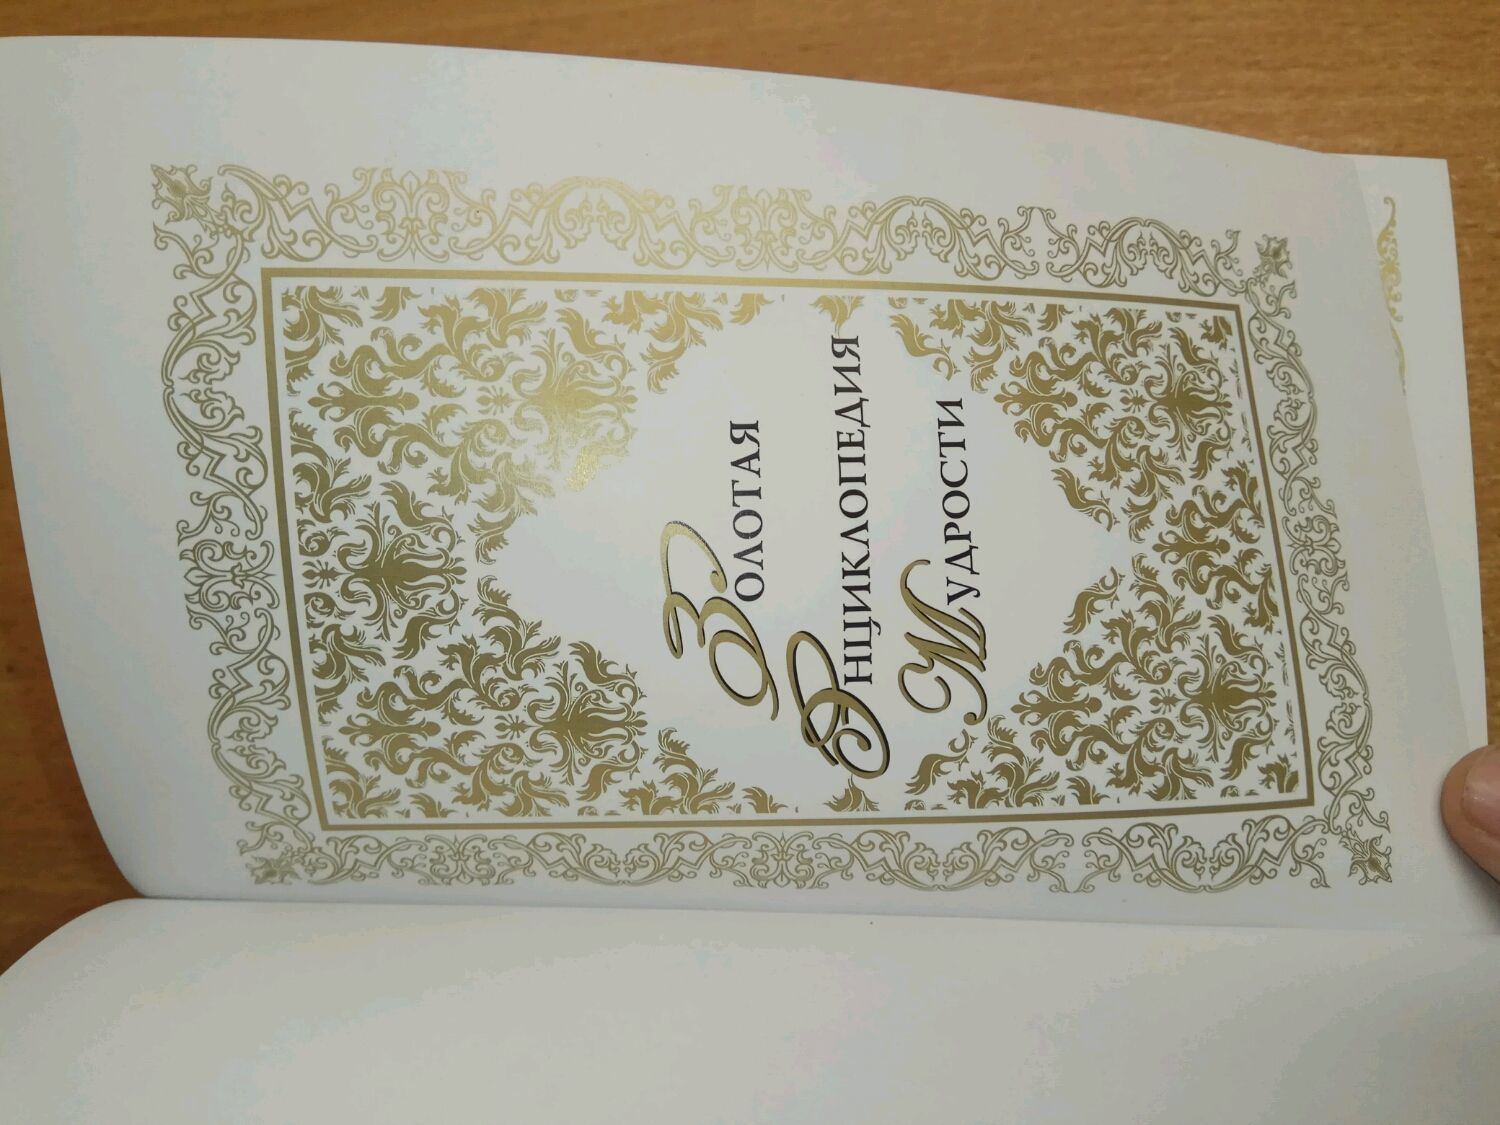 Золотая
Энциклопедия
Мудрости